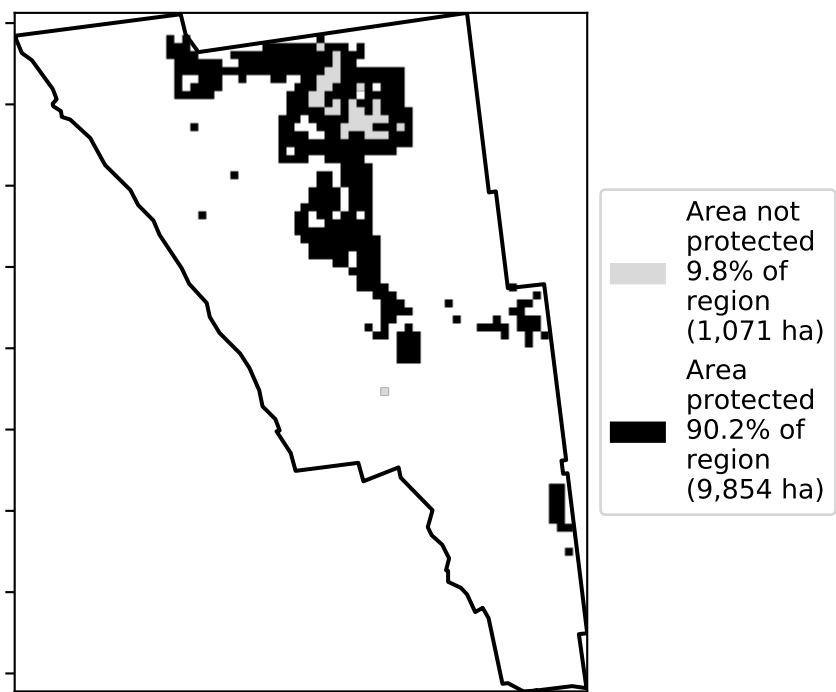 Area not
protected
9.8% of
region
(1,071 ha)
Area
protected
90.2% of
region
(9,854 ha)